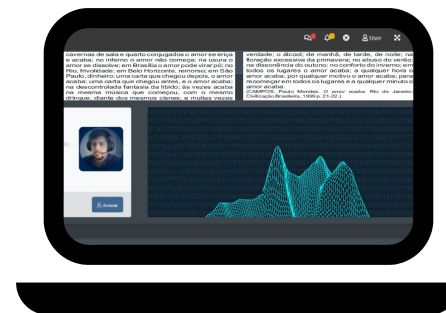 User
cavernas de sala e quarto conjugados o amor se eriça
e acaba; no inferno o amor não começa; na usura o
amor se dissolve; em Brasília o amor pode virar pó; no
Rio, frivolidade; em Belo Horizonte, remorso; em São
Paulo, dinheiro; uma carta que chegou depois, o amor
acaba; uma carta que chegou antes, e o amor acaba;
na descontrolada fantasia da libido; às vezes acaba
na mesma música que começou, com o mesmo
drinque, diante dos mesmos cisnes; e muitas vezes
verdade; o álcool; de manhã, de tarde, de noite; na
floração excessiva da primavera; no abuso do verão;
na dissonância do outono; no conforto do inverno; em
todos os lugares o amor acaba; a qualquer hora o
amor acaba; por qualquer motivo o amor acaba; para
recomeçar em todos os lugares e a qualquer minuto o
amor acaba.
(CAMPOS, Paulo Mendes. O amor acaba. Rio de Janeiro:
Civilização Brasileira, 1999.p. 21-22.)
Acessar